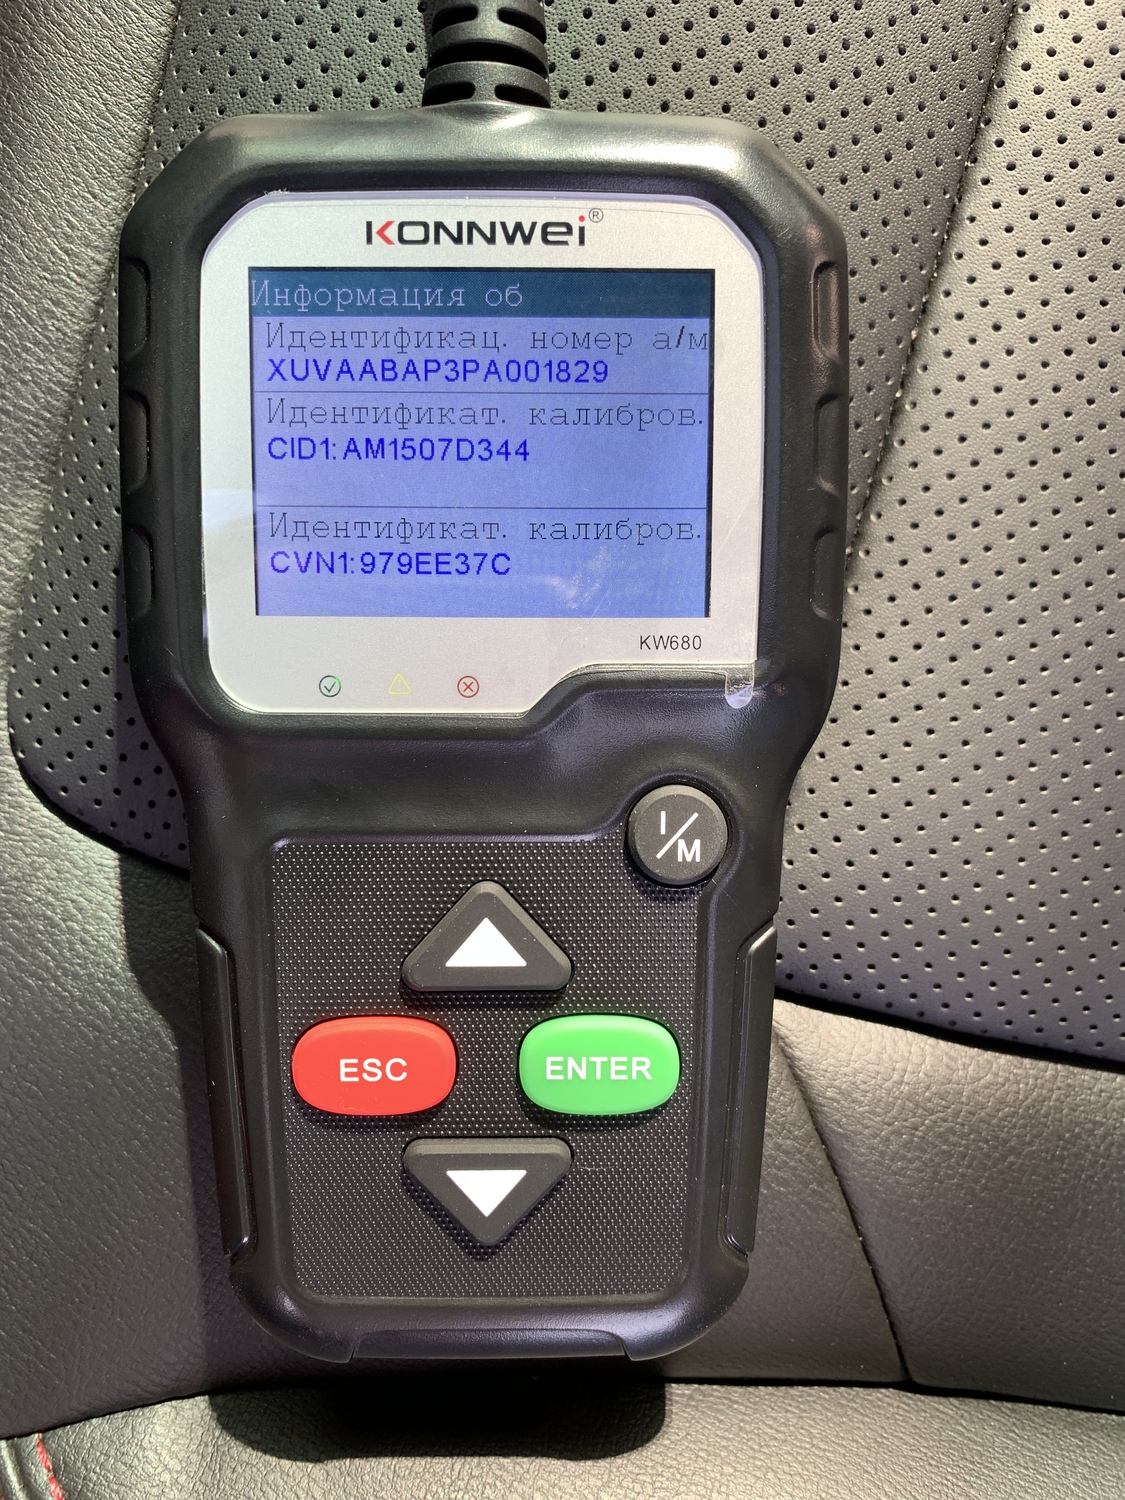 KONNWEI®
Информация об
Идентификац. номер а/м
XUVAABAP3PA001829
Идентификат. калибров.
CID1:AM1507D344
Идентификат. калибров.
CVN1:979EE37C
KW680
I/M
ESC
ENTER